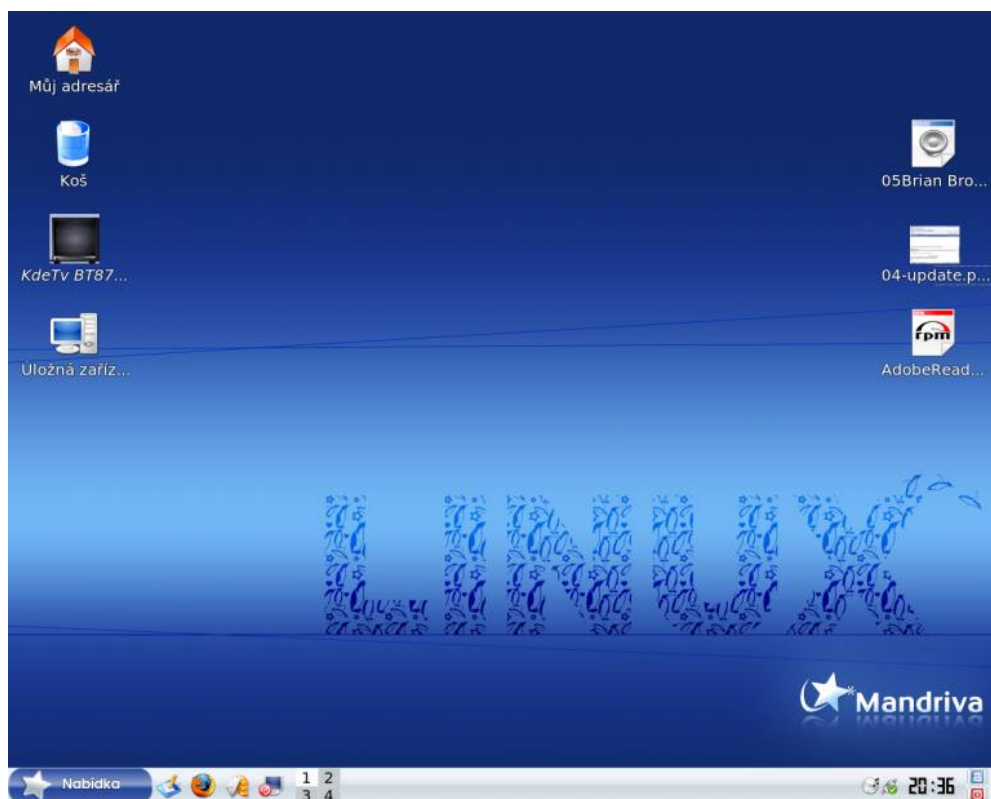 Můj adresář
Koš
KdeTv BT87...
Úložná zaříz...
05Brian Bro...
04-update.p...
rpm
AdobeRead...
LINUX
Mandriva
Nabídka
1 2
3 4
20:36